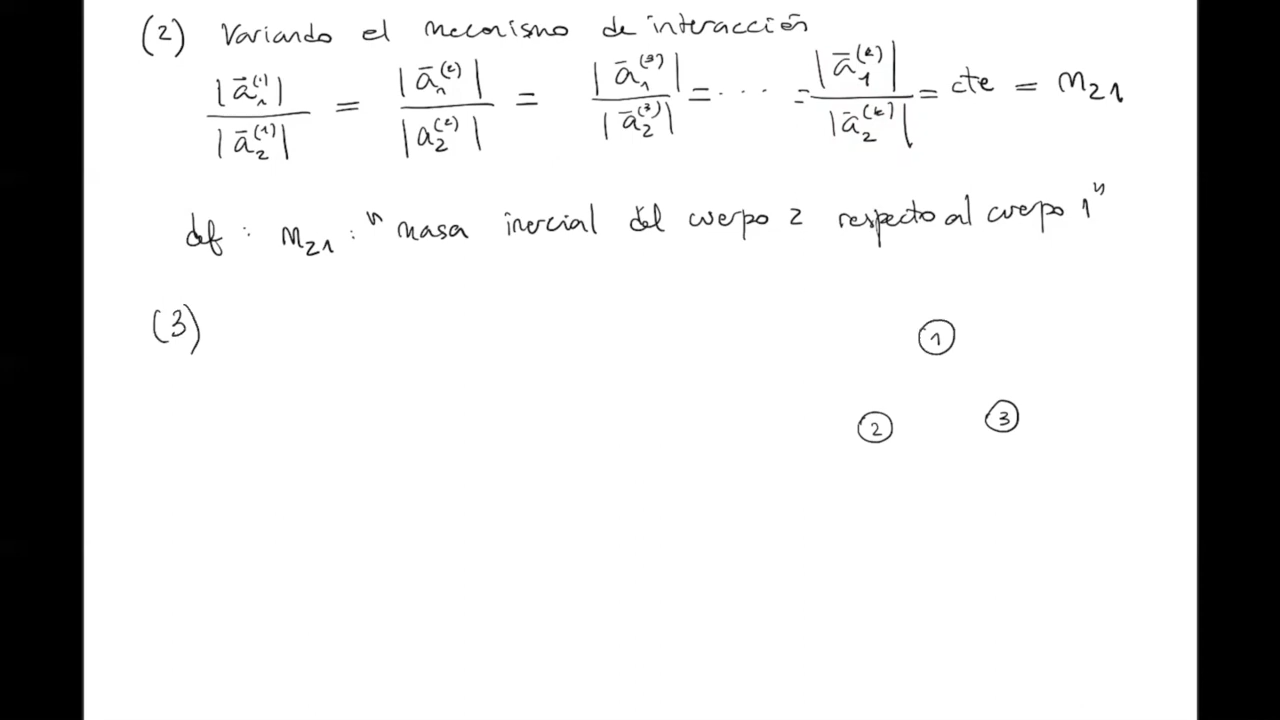 (2) Variando el mecanismo de interacción
|ā₁⁽¹⁾| / |ā₂⁽¹⁾| = |ā₁⁽²⁾| / |a₂⁽²⁾| = |ā₁⁽³⁾| / |ā₂⁽³⁾| = · · · = |ā₁⁽ᵏ⁾| / |ā₂⁽ᵏ⁾| = cte = m₂₁
def : m₂₁ : "masa inercial del cuerpo 2 respecto al cuerpo 1"
(3)
1
2 3